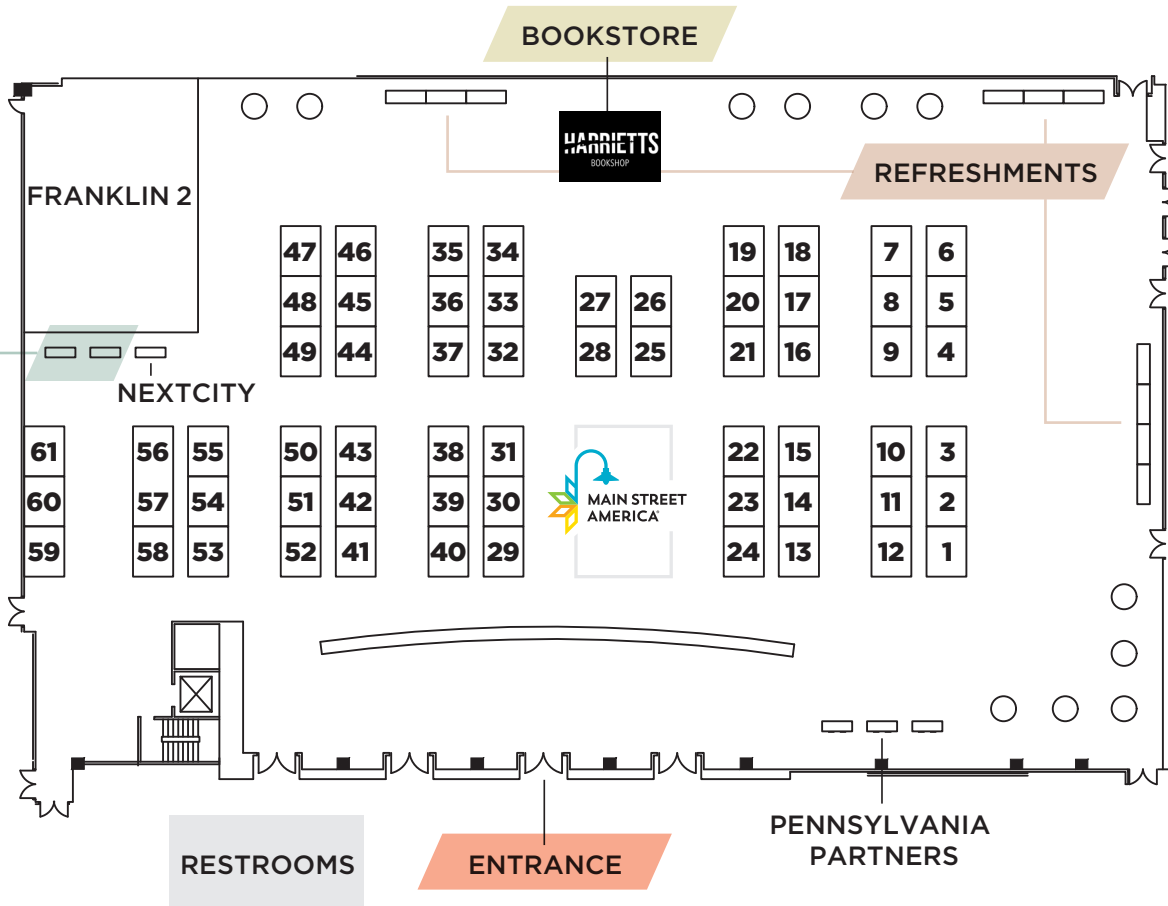 BOOKSTORE
HARRIETTS
BOOKSHOP
REFRESHMENTS
FRANKLIN 2
47 46 35 34 19 18 7 6
48 45 36 33 27 26 20 17 8 5
49 44 37 32 28 25 21 16 9 4
NEXTCITY
61 56 55 50 43 38 31 22 15 10 3
60 57 54 51 42 39 30 23 14 11 2
59 58 53 52 41 40 29 24 13 12 1
MAIN STREET
AMERICA
PENNSYLVANIA
PARTNERS
RESTROOMS
ENTRANCE